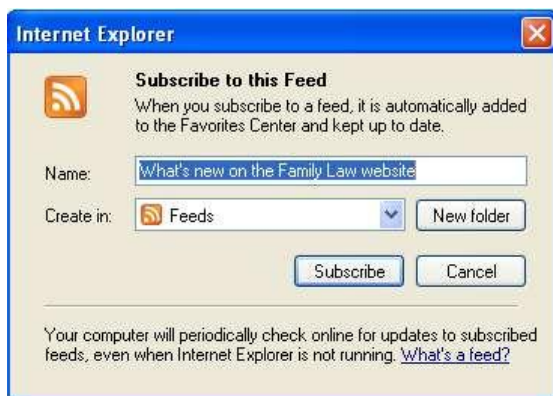 Internet Explorer
Subscribe to this Feed
When you subscribe to a feed, it is automatically added
to the Favorites Center and kept up to date.
Name: What's new on the Family Law website
Create in: Feeds New folder
Subscribe Cancel
Your computer will periodically check online for updates to subscribed
feeds, even when Internet Explorer is not running. What's a feed?